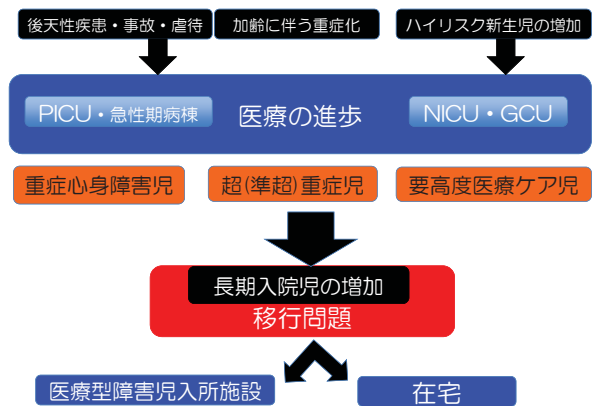 後天性疾患・事故・虐待
加齢に伴う重症化
ハイリスク新生児の増加
PICU・急性期病棟
医療の進歩
NICU・GCU
重症心身障害児
超(準超)重症児
要高度医療ケア児
長期入院児の増加
移行問題
医療型障害児入所施設
在宅